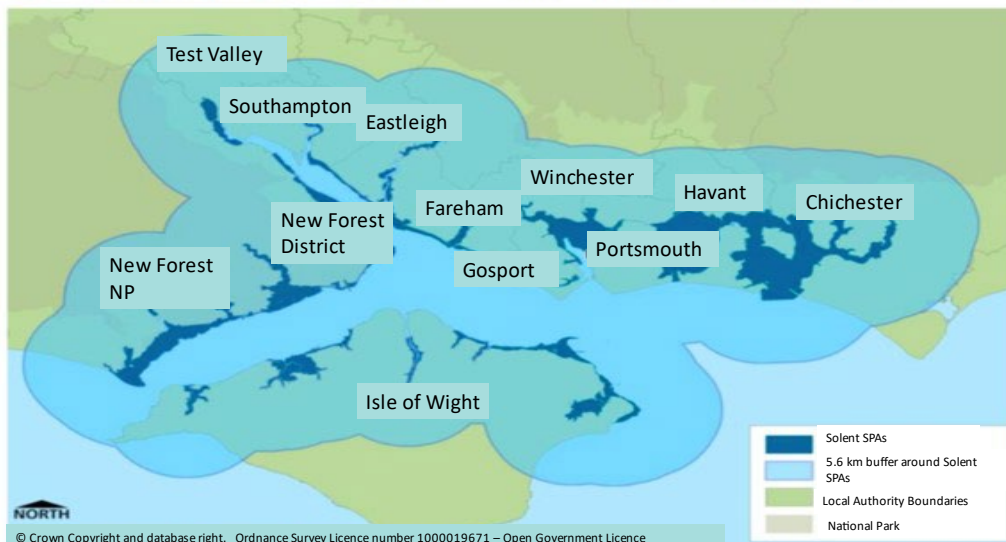 Test Valley
Southampton
Eastleigh
Winchester
Havant
Chichester
Fareham
New Forest
District
Portsmouth
Gosport
New Forest
NP
Isle of Wight
Solent SPAs
5.6 km buffer around Solent
SPAs
Local Authority Boundaries
National Park
NORTH
© Crown Copyright and database right. Ordnance Survey Licence number 1000019671 – Open Government Licence